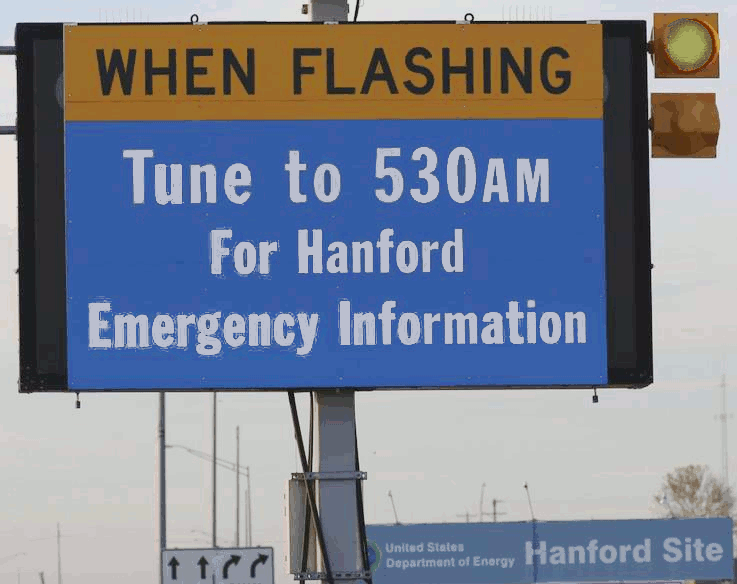 WHEN FLASHING
Tune to 530AM
For Hanford
Emergency Information
United States
Department of Energy
Hanford Site